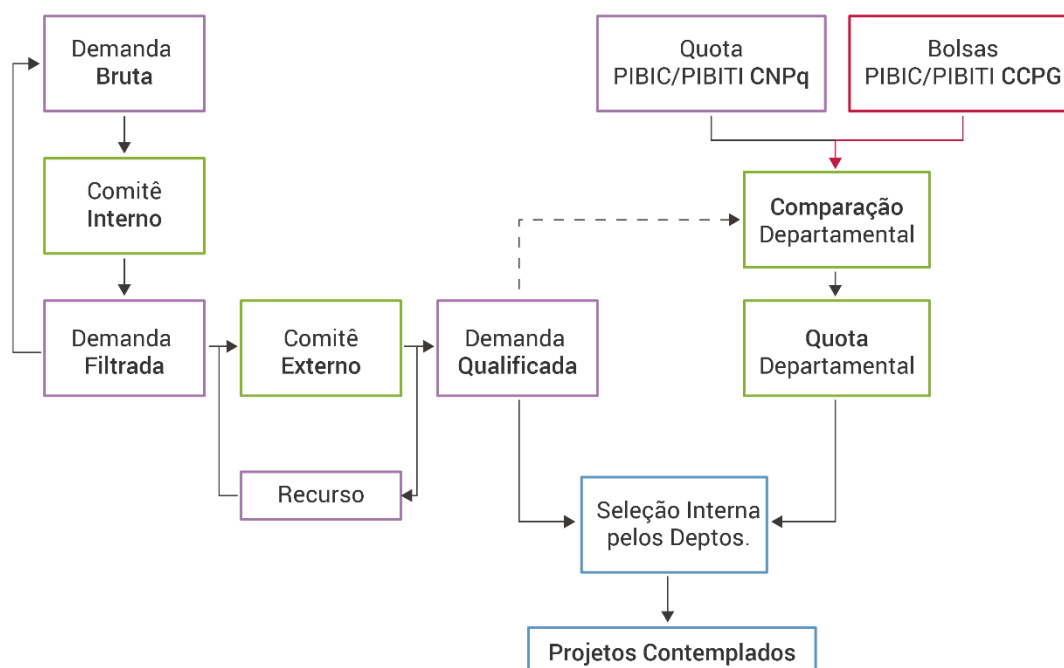 Demanda
Bruta
Quota
PIBIC/PIBITI CNPq
Bolsas
PIBIC/PIBITI CCPG
Comitê
Interno
Comparação
Departamental
Demanda
Filtrada
Comitê
Externo
Demanda
Qualificada
Quota
Departamental
Recurso
Seleção Interna
pelos Deptos.
Projetos Contemplados